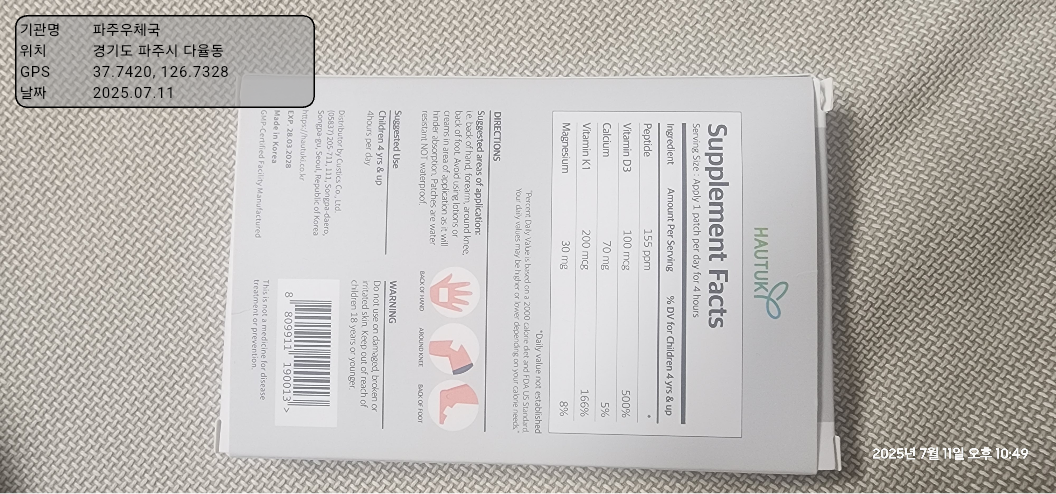 기관명 파주우체국
위치 경기도 파주시 다율동
GPS 37.7420, 126.7328
날짜 2025.07.11
HAUTUKI
Supplement Facts
Serving Size : Apply 1 patch per day for 4 hours
Ingredient Amount Per Serving % DV for Children 4 yrs & up
Peptide 155 ppm *
Vitamin D3 100 mcg 500%
Calcium 70 mg 5%
Vitamin K1 200 mcg 166%
Magnesium 30 mg 8%
*Daily value not established
"Percent Daily Value is based on a 2000 calorie diet and FDA US Standard.
Your daily values may be higher or lower depending on your calorie needs."
DIRECTIONS
Suggested areas of application:
i.e. back of hand, forearm, around knee,
back of foot. Avoid using lotions or
creams in area of application as it will
hinder absorption. Patches are water
resistant NOT waterproof.
BACK OF HAND
AROUND KNEE
BACK OF FOOT
Suggested Use
Children 4 yrs & up
4hours per day
WARNING
Do not use on damaged, broken or
irritated skin. Keep out of reach of
children 18 years or younger.
Distributor by Custics Co., Ltd.
(05837) 205-711, 111, Songpa-daero,
Songpa-gu, Seoul, Republic of Korea
https://hautuki.co.kr
EXP. 28.03.2028
Made in Korea
GMP-Certified Facility Manufactured
8 809911 190013 >
This is not a medicine for disease
treatment or prevention.
2025년 7월 11일 오후 10:49